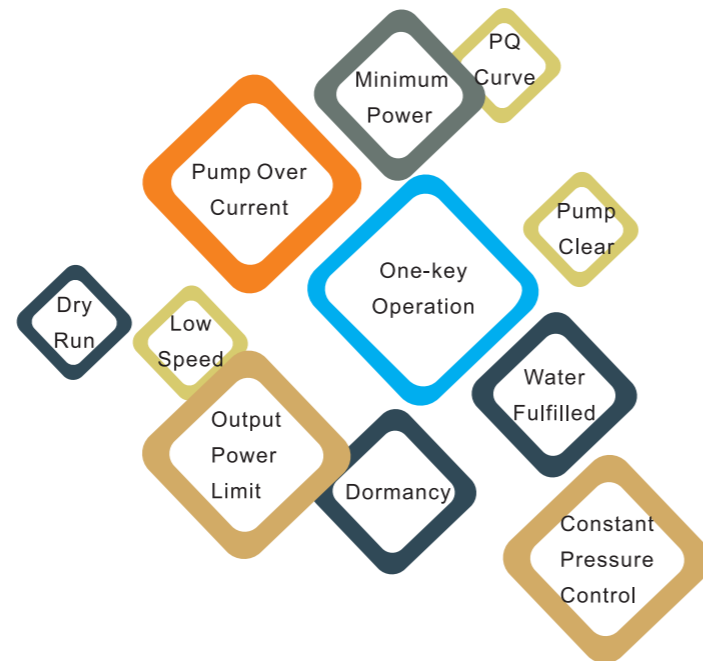 PQ
Curve
Minimum
Power
Pump Over
Current
Pump
Clear
One-key
Operation
Dry
Run
Low
Speed
Water
Fulfilled
Output
Power
Limit
Dormancy
Constant
Pressure
Control